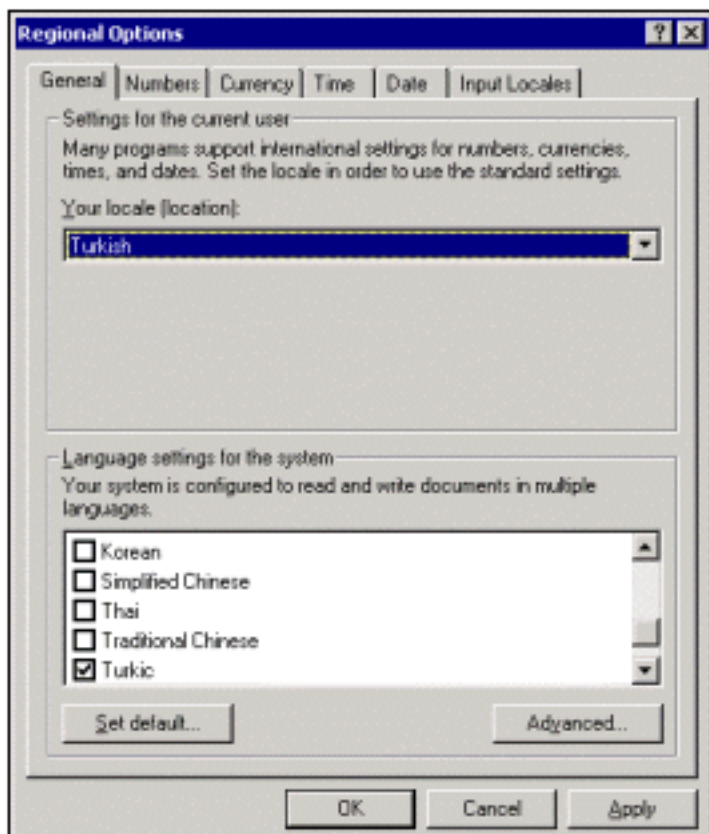 Regional Options
General Numbers Currency Time Date Input Locales
Settings for the current user
Many programs support international settings for numbers, currencies,
times, and dates. Set the locale in order to use the standard settings.
Your locale (location):
Turkish
Language settings for the system
Your system is configured to read and write documents in multiple
languages.
Korean
Simplified Chinese
Thai
Traditional Chinese
Turkic
Set default...
Advanced...
OK Cancel Apply